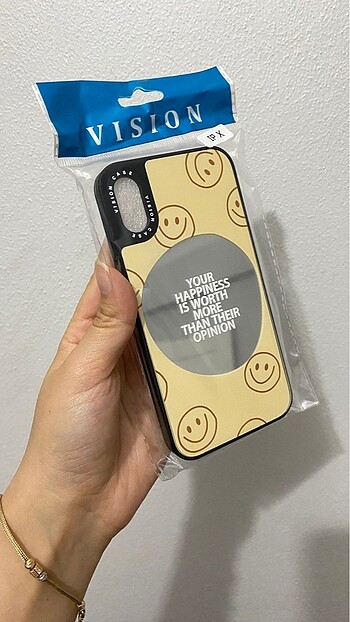 VISION
IP X
VISION CASE
VISION CASE
YOUR
HAPPINESS
IS WORTH
MORE
THAN THEIR
OPINION